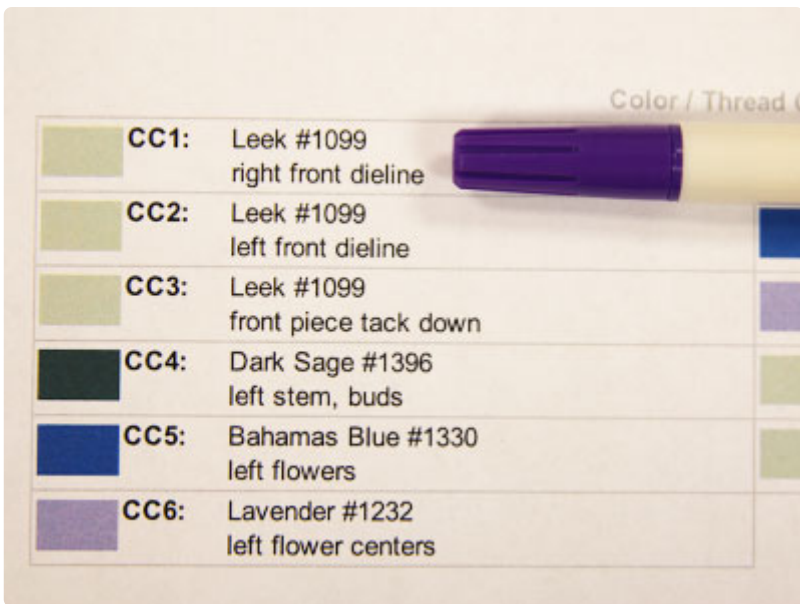 Color / Thread
CC1: Leek #1099
right front dieline
CC2: Leek #1099
left front dieline
CC3: Leek #1099
front piece tack down
CC4: Dark Sage #1396
left stem, buds
CC5: Bahamas Blue #1330
left flowers
CC6: Lavender #1232
left flower centers